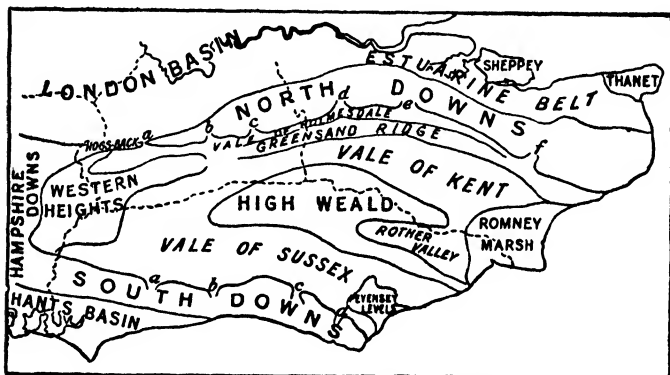 LONDON BASIN
ESTUARINE BELT
SHEPPEY
THANET
NORTH DOWNS
HOGS-BACK
a
b
c
d
e
f
VALE OF HOLMESDALE
GREENSAND RIDGE
VALE OF KENT
HAMPSHIRE DOWNS
WESTERN
HEIGHTS
HIGH WEALD
ROTHER
VALLEY
ROMNEY
MARSH
VALE OF SUSSEX
SOUTH DOWNS
a
b
c
d
PEVENSEY
LEVELS
HANTS BASIN